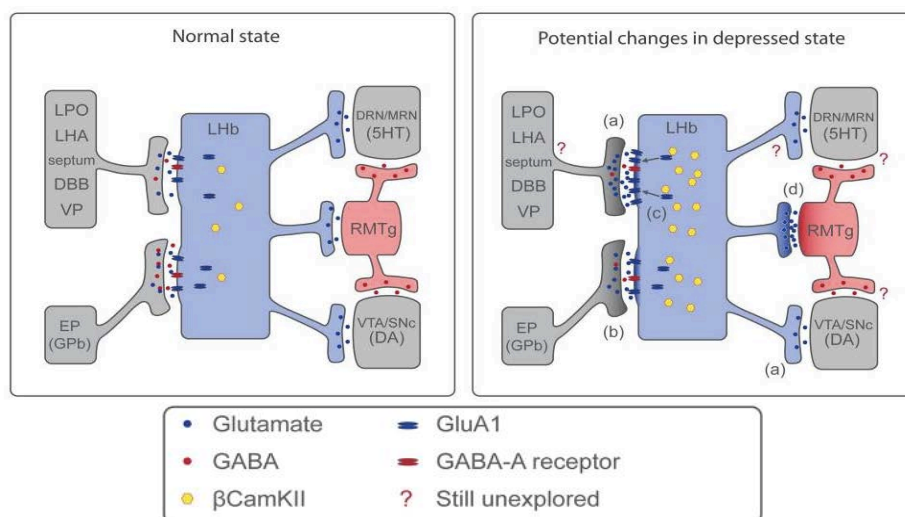 Normal state
LPO
LHA
septum
DBB
VP
EP
(GPb)
LHb
DRN/MRN
(5HT)
RMTg
VTA/SNc
(DA)
Potential changes in depressed state
?
LPO
LHA
septum
DBB
VP
EP
(GPb)
(a)
(b)
LHb
(c)
(d)
?
DRN/MRN
(5HT)
?
RMTg
?
VTA/SNc
(DA)
(a)
Glutamate
GABA
βCamKII
GluA1
GABA-A receptor
? Still unexplored